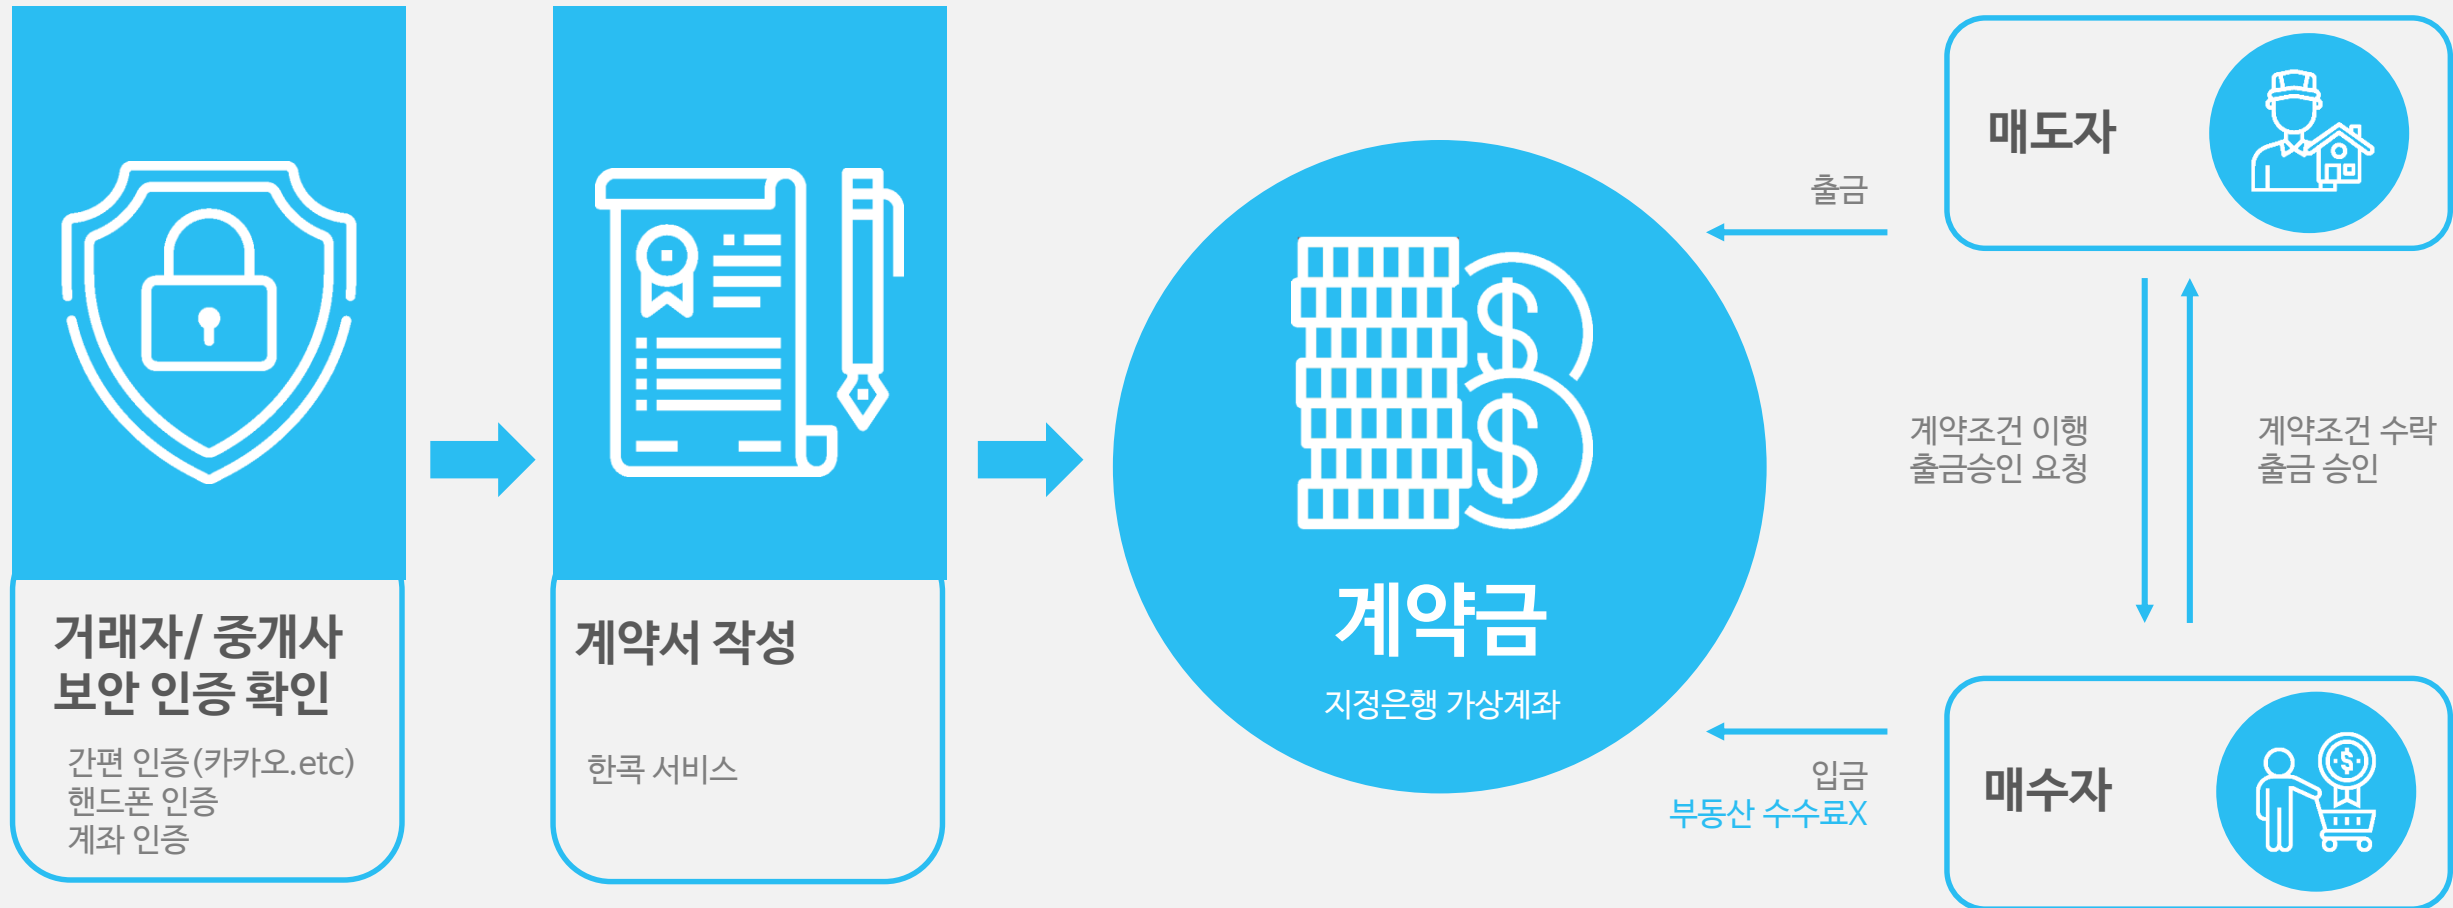 거래자/ 중개사
보안 인증 확인
간편 인증(카카오.etc)
핸드폰 인증
계좌 인증
계약서 작성
한콕 서비스
계약금
지정은행 가상계좌
출금
입금
부동산 수수료X
매도자
계약조건 이행
출금승인 요청
계약조건 수락
출금 승인
매수자